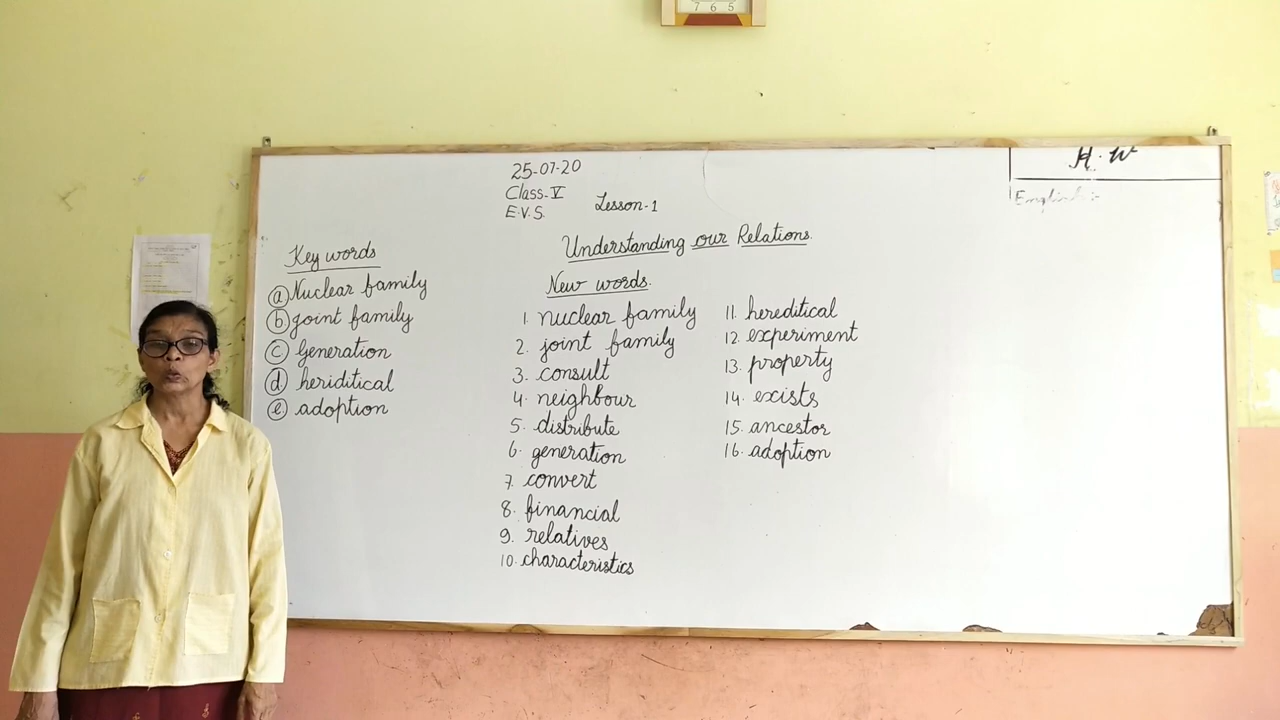 7 6 5
25-07-20
Class-V
E.V.S. Lesson-1
H.W
English :-
Understanding our Relations.
Key words
ⓐ Nuclear family
ⓑ joint family
ⓒ Generation
ⓓ heriditical
ⓔ adoption
New words.
1. nuclear family
2. joint family
3. consult
4. neighbour
5. distribute
6. generation
7. convert
8. financial
9. relatives
10. characteristics
11. hereditical
12. experiment
13. property
14. exists
15. ancestor
16. adoption